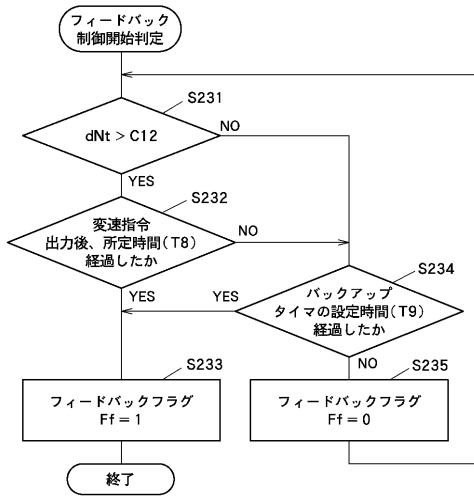 フィードバック
制御開始判定
S231
dNt > C12
NO
YES
S232
変速指令
出力後、所定時間(T8)
経過したか
NO
YES
S234
バックアップ
タイマの設定時間(T9)
経過したか
YES
NO
S233
フィードバックフラグ
Ff = 1
S235
フィードバックフラグ
Ff = 0
終了